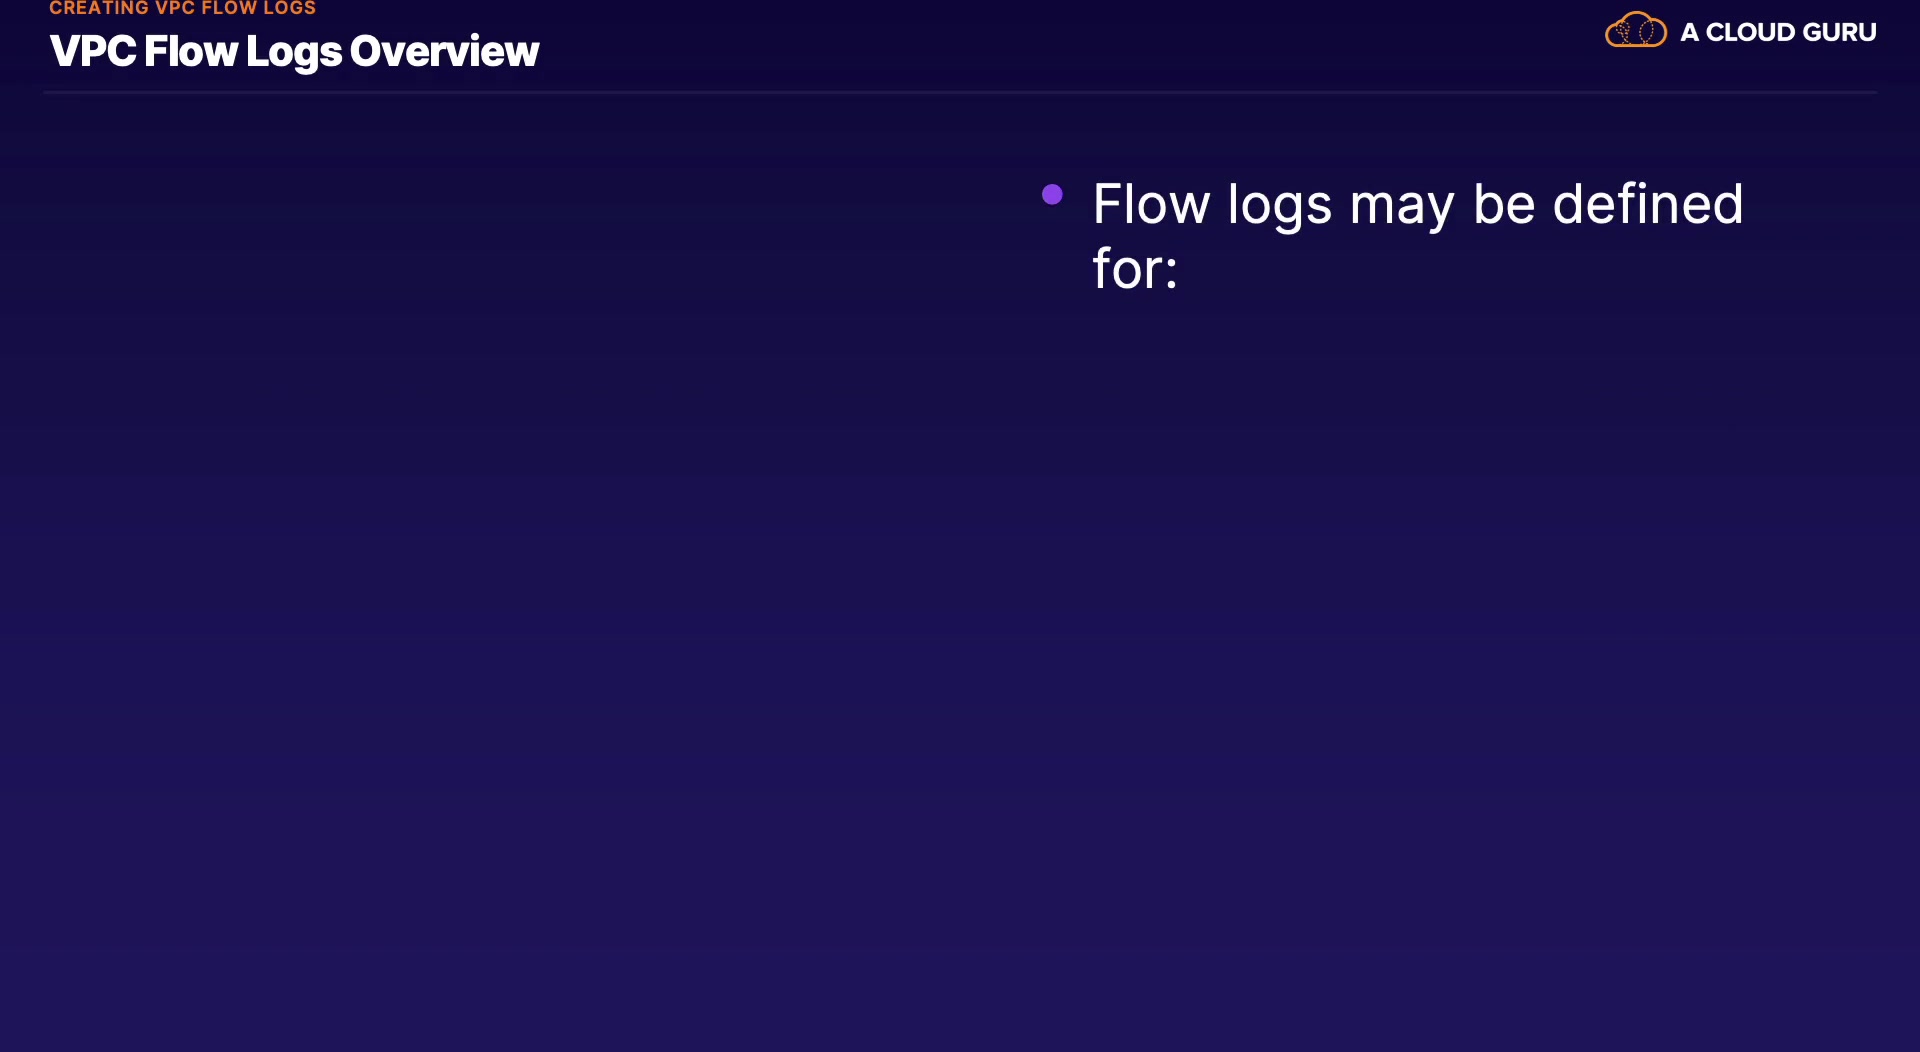 CREATING VPC FLOW LOGS
VPC Flow Logs Overview
A CLOUD GURU
Flow logs may be defined
for: